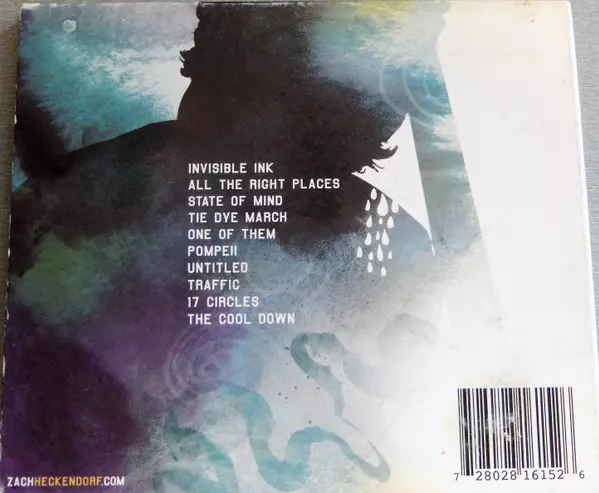 INVISIBLE INK
ALL THE RIGHT PLACES
STATE OF MIND
TIE DYE MARCH
ONE OF THEM
POMPEII
UNTITLED
TRAFFIC
17 CIRCLES
THE COOL DOWN
ZACHHECKENDORF.COM
7 28028 16152 6